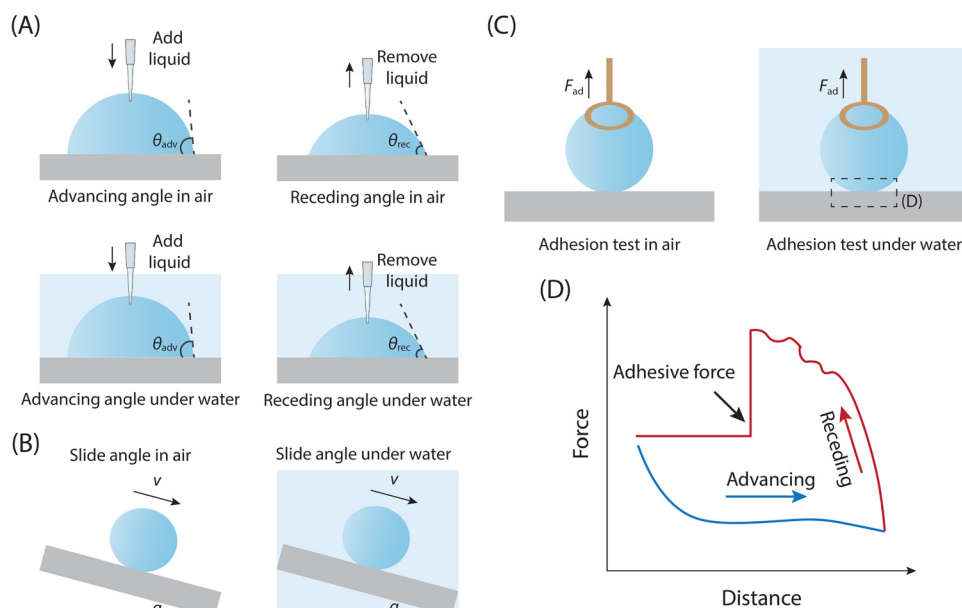 (A)
Add
liquid
θadv
Advancing angle in air
Remove
liquid
θrec
Receding angle in air
Add
liquid
θadv
Advancing angle under water
Remove
liquid
θrec
Receding angle under water
(B)
Slide angle in air
v
Slide angle under water
v
(C)
Fad
Adhesion test in air
Fad
(D)
Adhesion test under water
(D)
Force
Adhesive force
Receding
Advancing
Distance